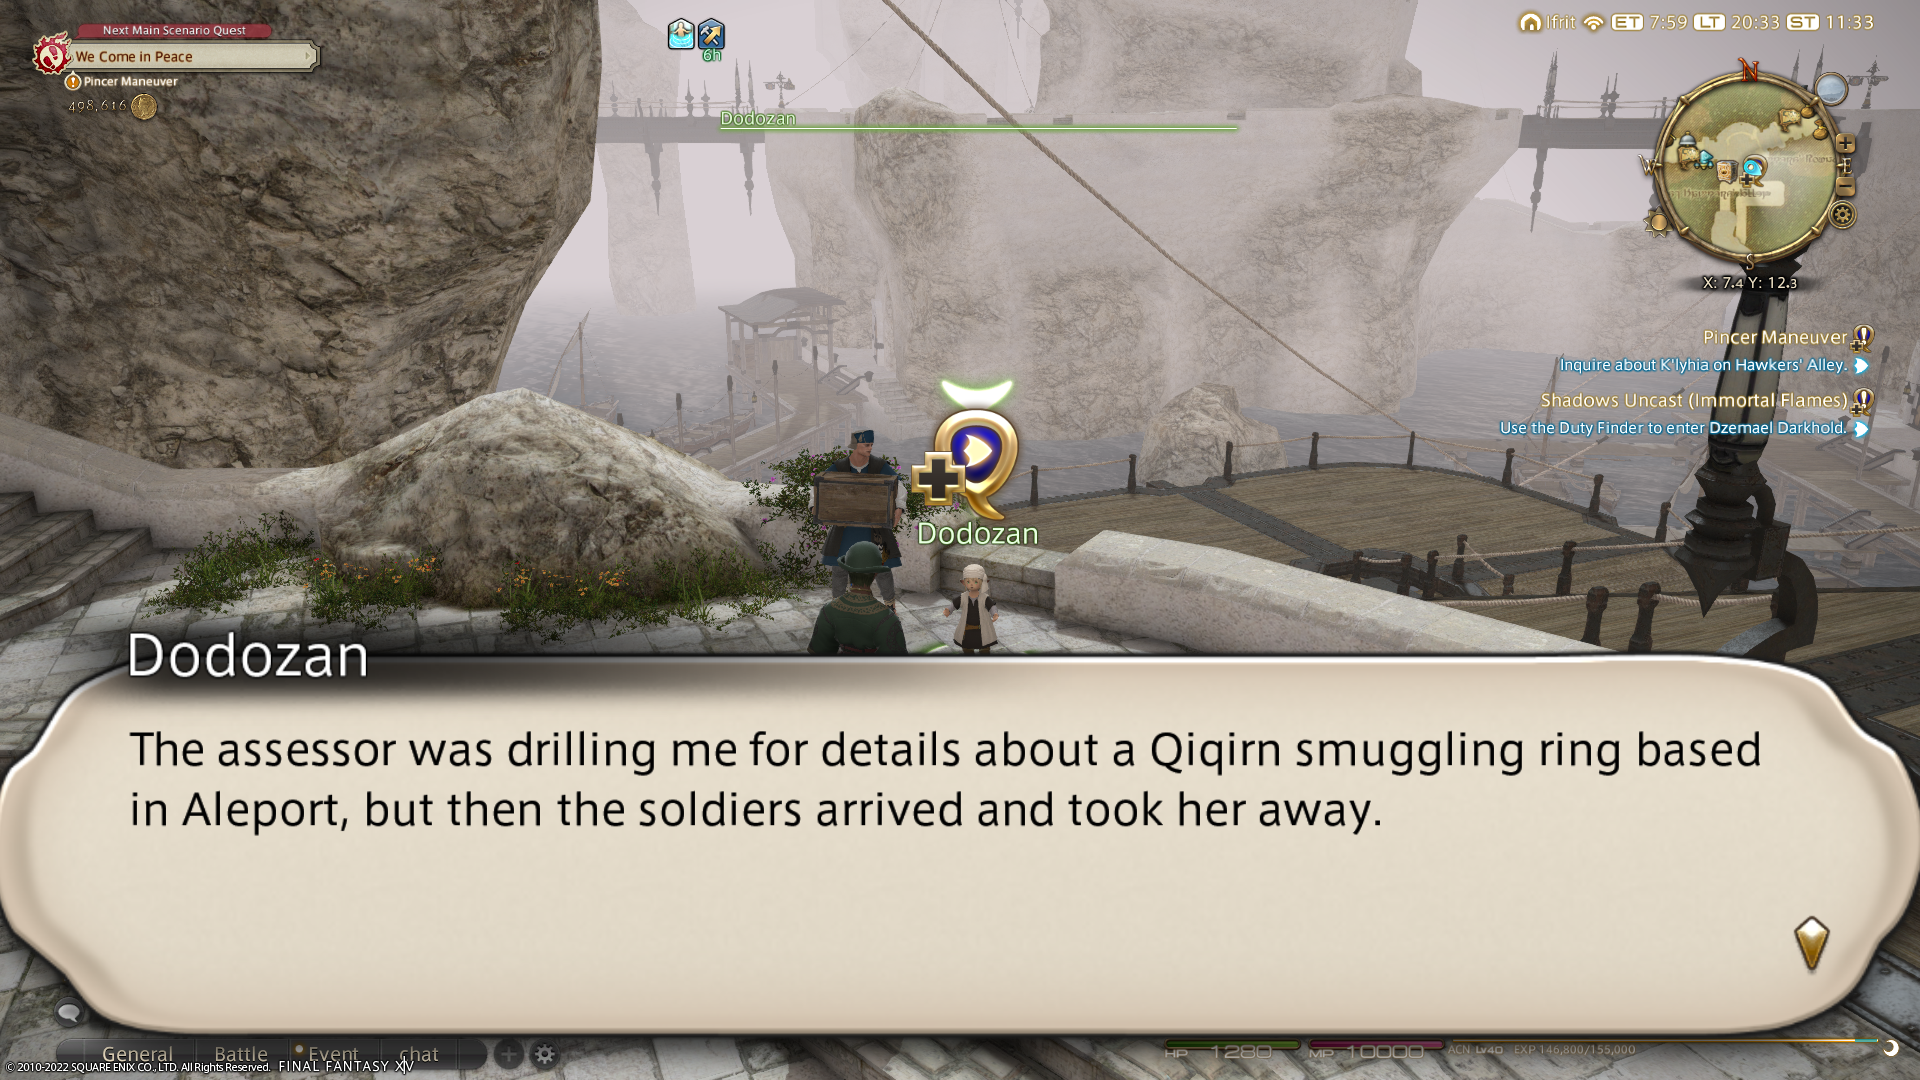 Next Main Scenario Quest
We Come in Peace
Pincer Maneuver
498,616
6h
Ifrit ET 7:59 LT 20:33 ST 11:33
Dodozan
N
W
E
S
X: 7.4 Y: 12.3
Pincer Maneuver
Inquire about K'lyhia on Hawkers' Alley.
Shadows Uncast (Immortal Flames)
Use the Duty Finder to enter Dzemael Darkhold.
Dodozan
Dodozan
The assessor was drilling me for details about a Qiqirn smuggling ring based
in Aleport, but then the soldiers arrived and took her away.
General Battle Event chat
HP 1280 MP 10000 ACN Lv40 EXP 146,800/155,000
© 2010-2022 SQUARE ENIX CO., LTD. All Rights Reserved. FINAL FANTASY XIV